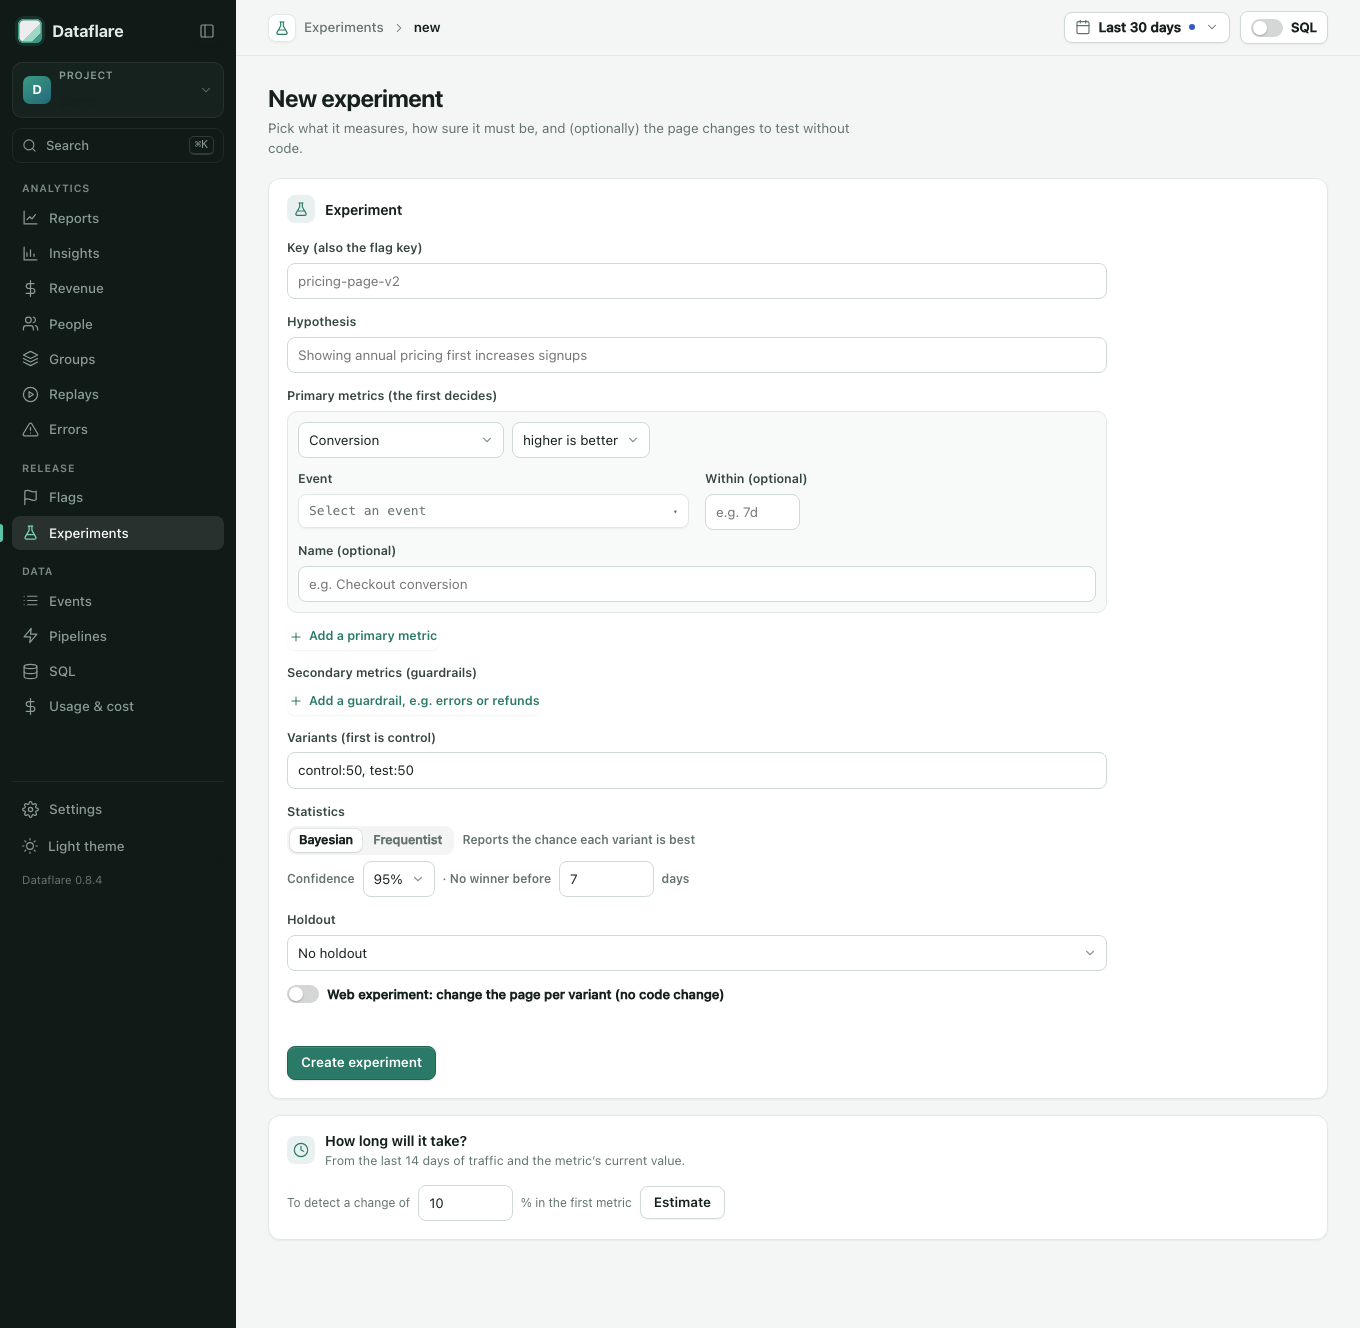 Dataflare
PROJECT
D
Search
⌘K
ANALYTICS
Reports
Insights
Revenue
People
Groups
Replays
Errors
RELEASE
Flags
Experiments
DATA
Events
Pipelines
SQL
Usage & cost
Settings
Light theme
Dataflare 0.8.4
Experiments > new
Last 30 days
SQL
New experiment
Pick what it measures, how sure it must be, and (optionally) the page changes to test without
code.
Experiment
Key (also the flag key)
pricing-page-v2
Hypothesis
Showing annual pricing first increases signups
Primary metrics (the first decides)
Conversion
higher is better
Event
Within (optional)
Select an event
e.g. 7d
Name (optional)
e.g. Checkout conversion
+ Add a primary metric
Secondary metrics (guardrails)
+ Add a guardrail, e.g. errors or refunds
Variants (first is control)
control:50, test:50
Statistics
Bayesian Frequentist Reports the chance each variant is best
Confidence 95% · No winner before 7 days
Holdout
No holdout
Web experiment: change the page per variant (no code change)
Create experiment
How long will it take?
From the last 14 days of traffic and the metric's current value.
To detect a change of 10 % in the first metric Estimate